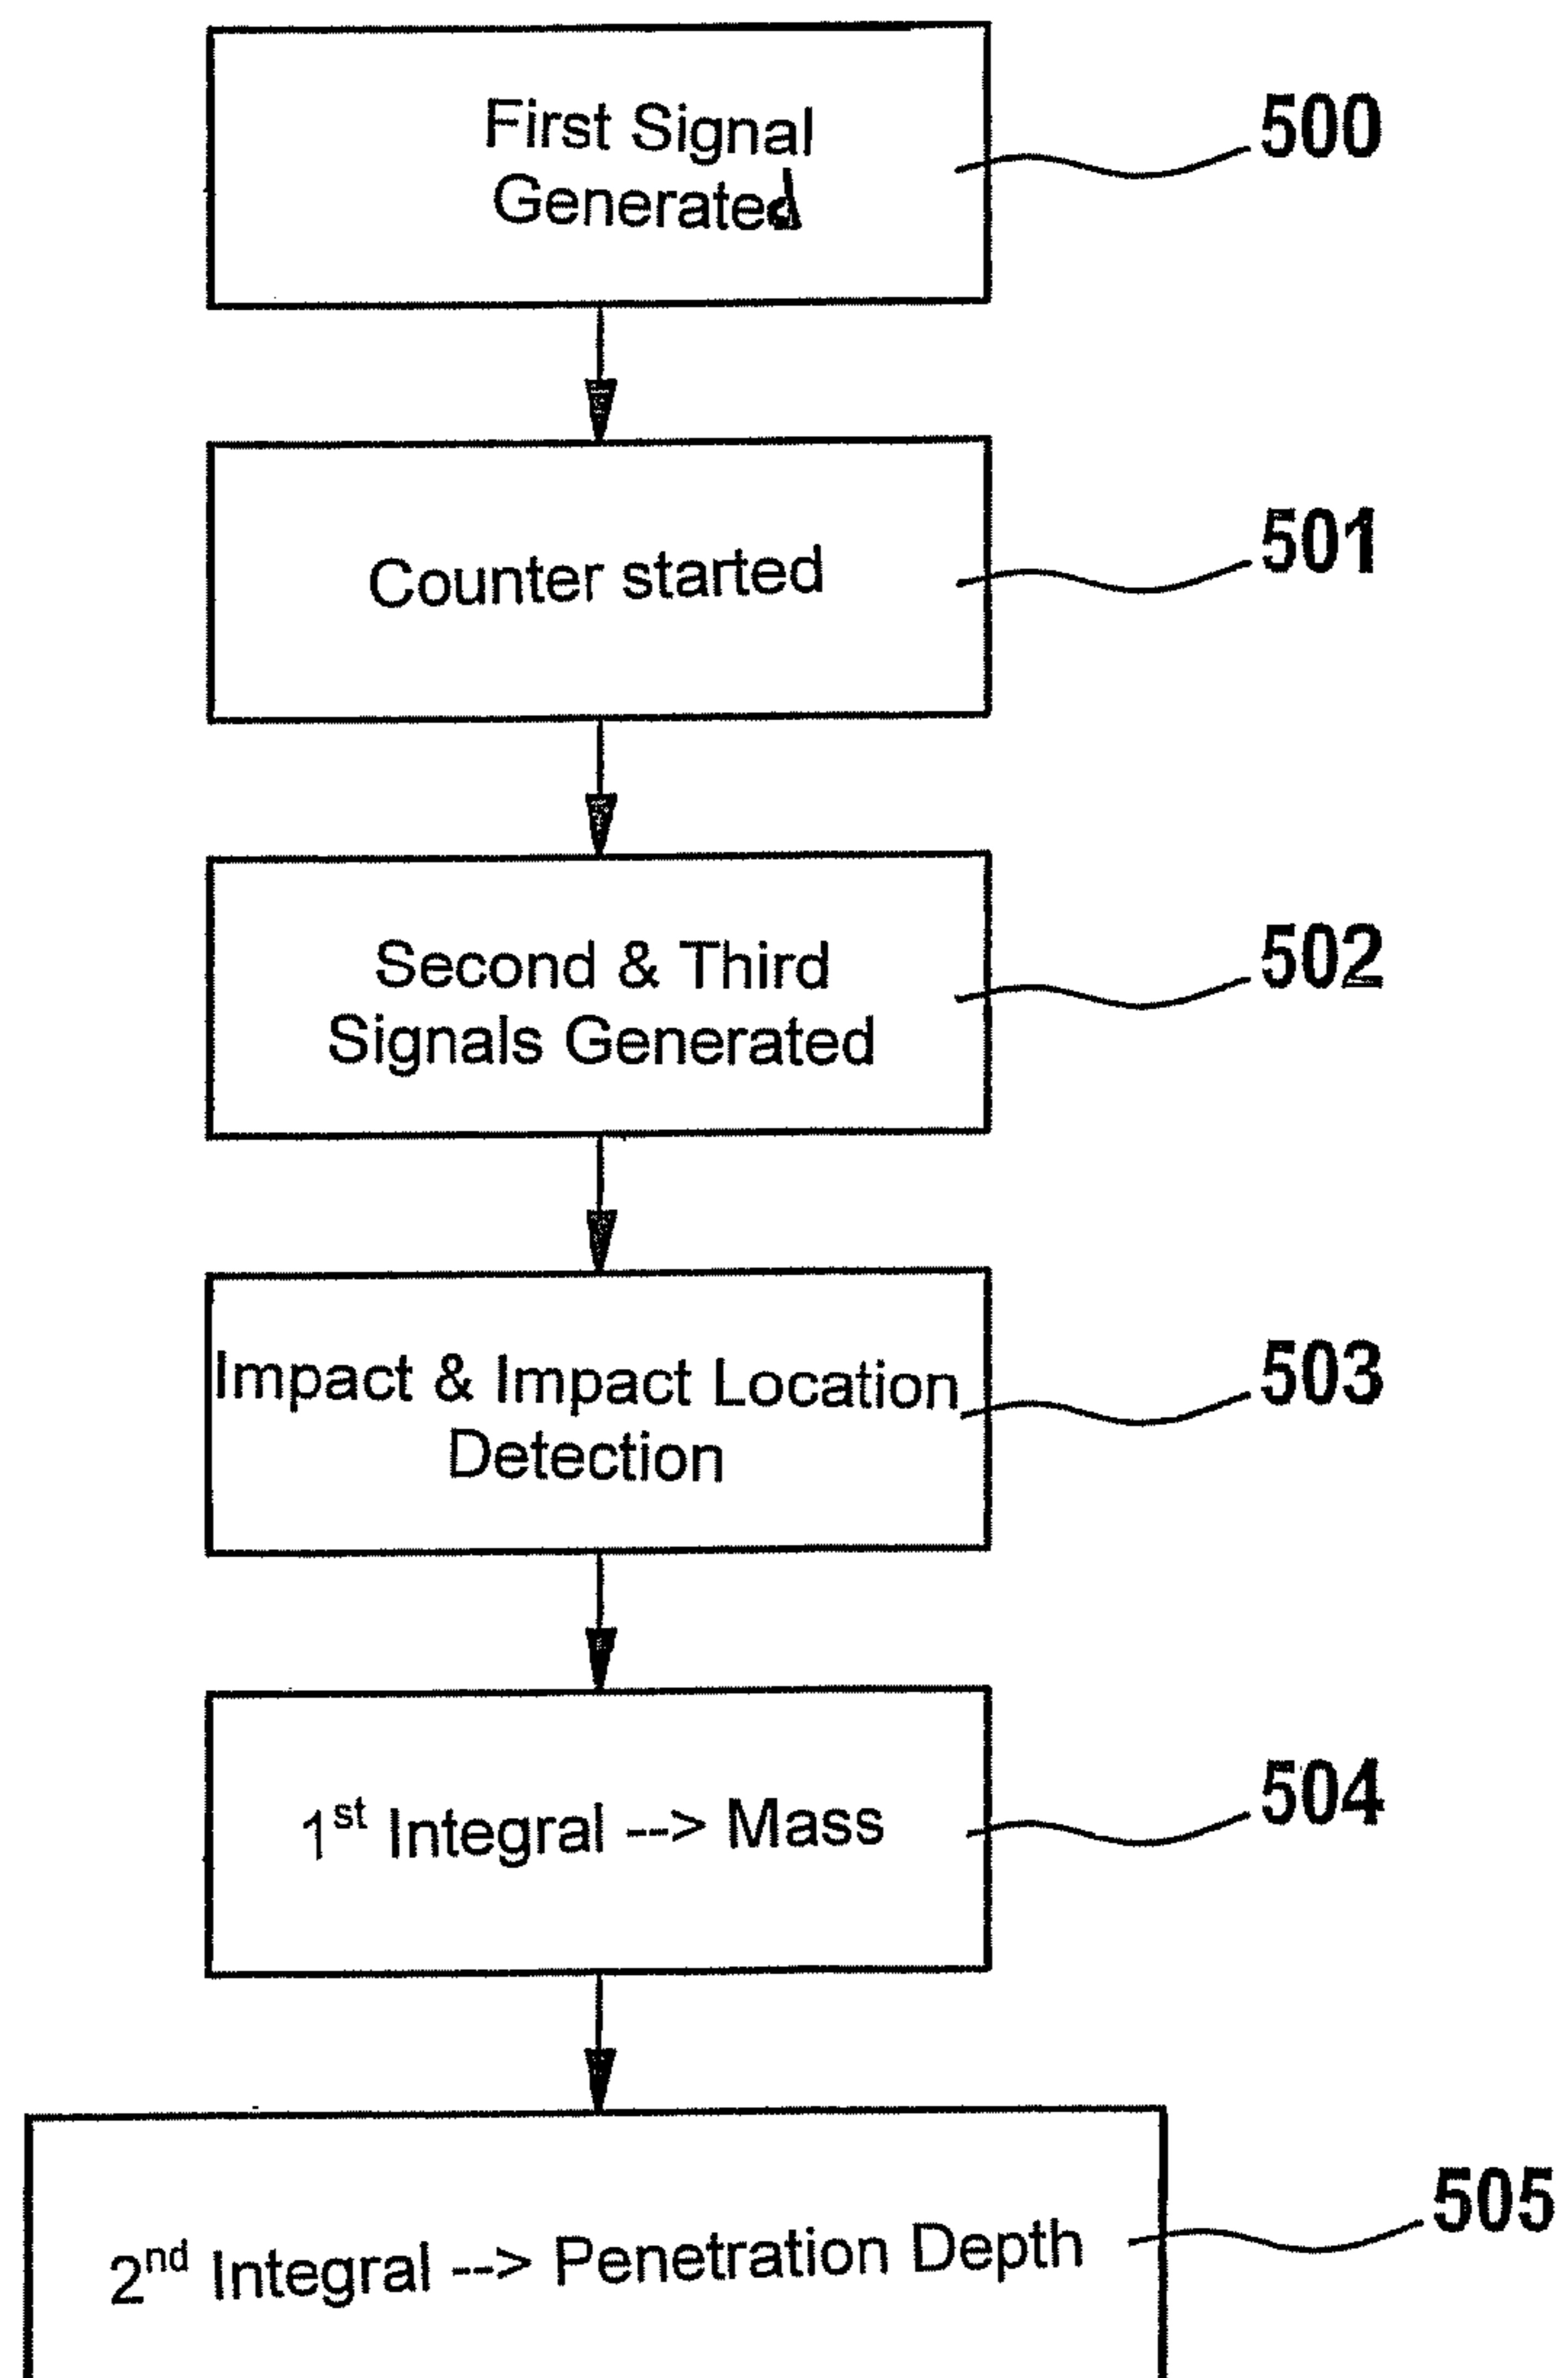 First Signal
Generated
500
Counter started
501
Second & Third
Signals Generated
502
Impact & Impact Location
Detection
503
1st Integral --> Mass
504
2nd Integral --> Penetration Depth
505